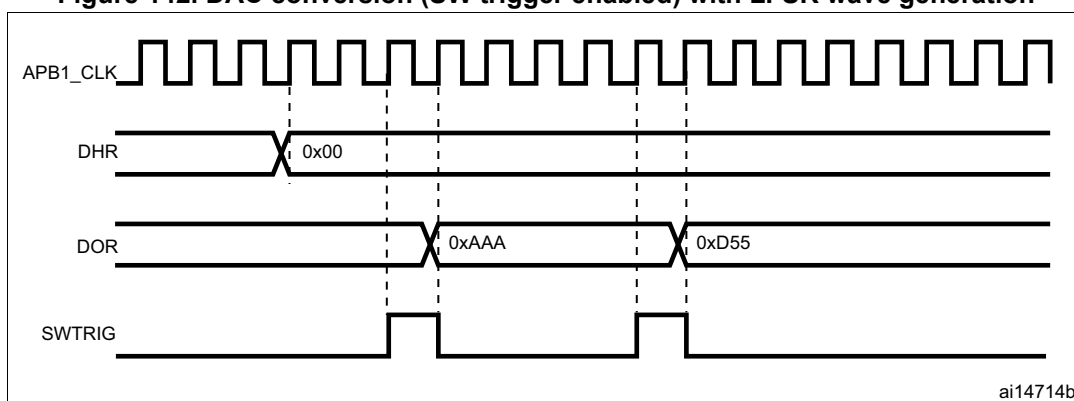 Figure 142. DAC conversion (SW trigger enabled) with LFSR wave generation
APB1_CLK
DHR
0x00
DOR
0xAAA
0xD55
SWTRIG
ai14714b